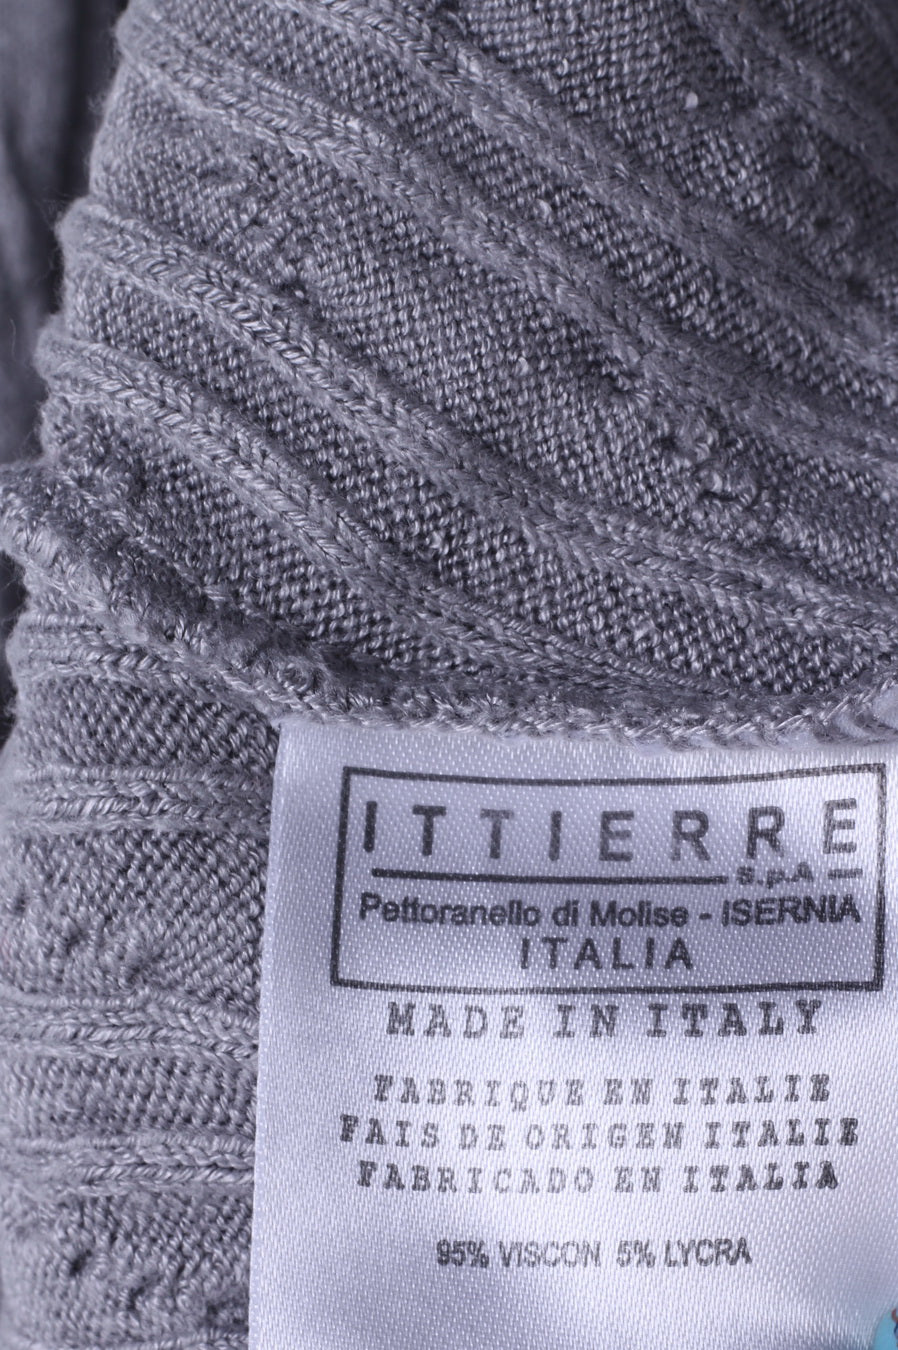 ITTIERRE
S.p.A
Pettoranello di Molise - ISERNIA
ITALIA
MADE IN ITALY
FABRIQUE EN ITALIE
FAIS DE ORIGEN ITALIE
FABRICADO EN ITALIA
95% VISCON 5% LYCRA